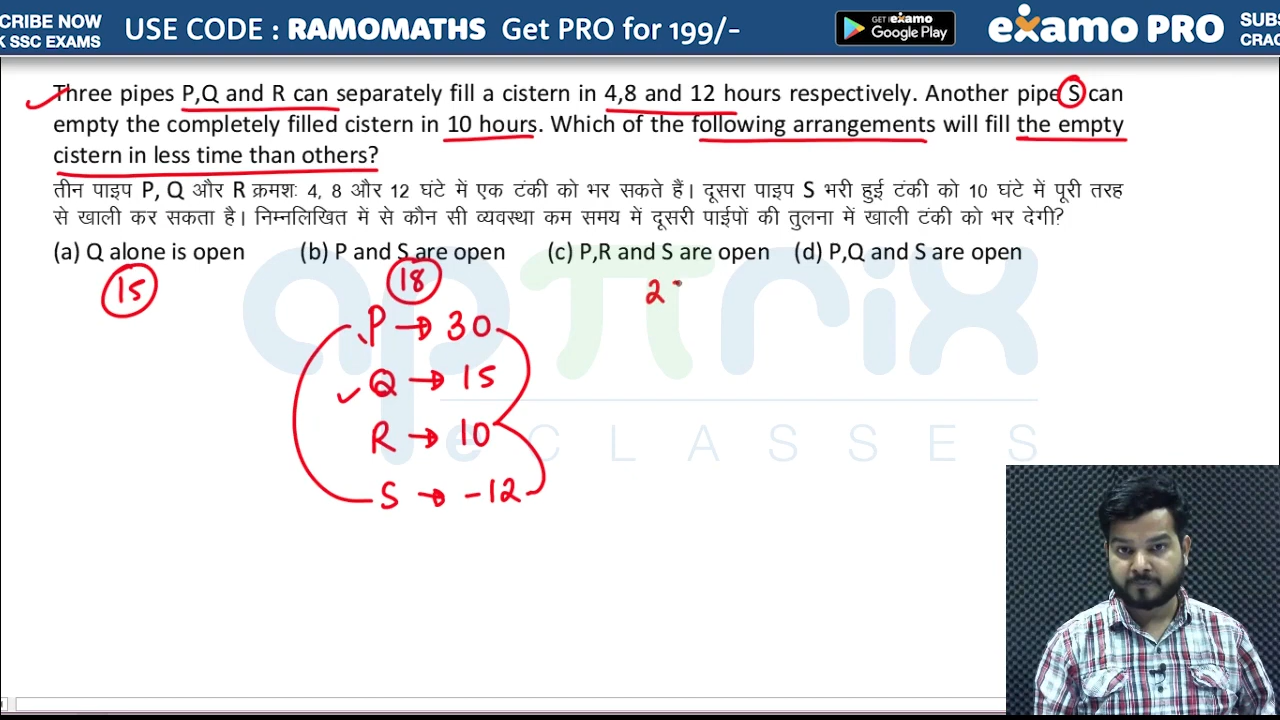 CRIBE NOW
K SSC EXAMS
USE CODE : RAMOMATHS Get PRO for 199/-
GET IT ON examo
Google Play
examo PRO
SUBS
CRAC
Three pipes P,Q and R can separately fill a cistern in 4,8 and 12 hours respectively. Another pipe S can
empty the completely filled cistern in 10 hours. Which of the following arrangements will fill the empty
cistern in less time than others?
तीन पाइप P, Q और R क्रमशः 4, 8 और 12 घंटे में एक टंकी को भर सकते हैं। दूसरा पाइप S भरी हुई टंकी को 10 घंटे में पूरी तरह
से खाली कर सकता है। निम्नलिखित में से कौन सी व्यवस्था कम समय में दूसरी पाईपों की तुलना में खाली टंकी को भर देगी?
(a) Q alone is open (b) P and S are open (c) P,R and S are open (d) P,Q and S are open
15 18 2
P → 30
Q → 15
R → 10
S → -12
apπrix
e CLASSES